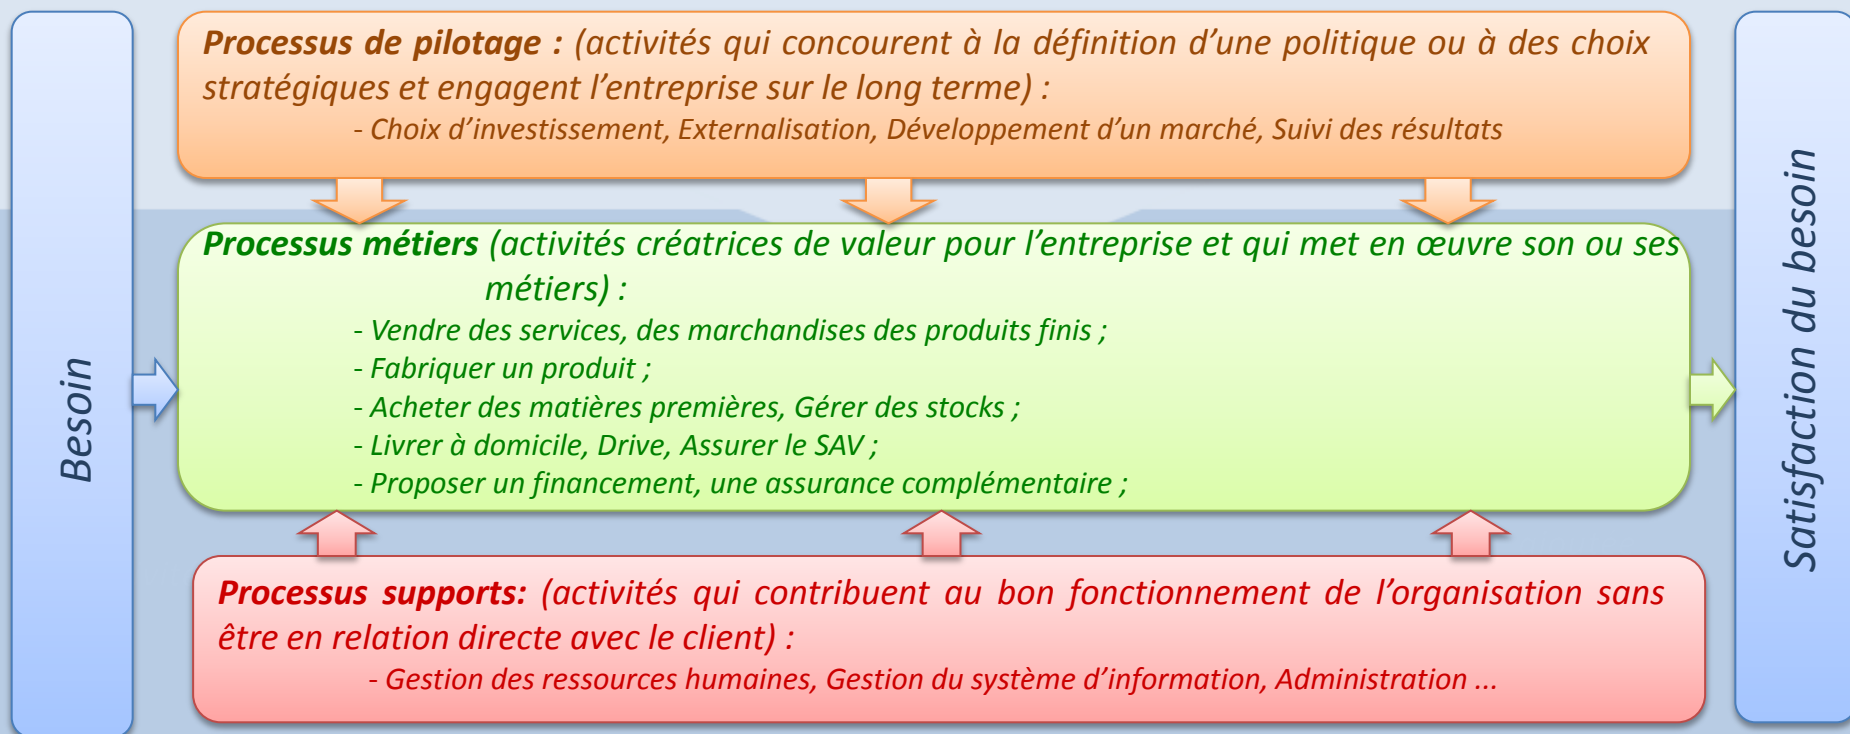 Besoin
Processus de pilotage : (activités qui concourent à la définition d’une politique ou à des choix
stratégiques et engagent l’entreprise sur le long terme) :
- Choix d’investissement, Externalisation, Développement d’un marché, Suivi des résultats
Processus métiers (activités créatrices de valeur pour l’entreprise et qui met en œuvre son ou ses
métiers) :
- Vendre des services, des marchandises des produits finis ;
- Fabriquer un produit ;
- Acheter des matières premières, Gérer des stocks ;
- Livrer à domicile, Drive, Assurer le SAV ;
- Proposer un financement, une assurance complémentaire ;
Processus supports: (activités qui contribuent au bon fonctionnement de l’organisation sans
être en relation directe avec le client) :
- Gestion des ressources humaines, Gestion du système d’information, Administration ...
Satisfaction du besoin